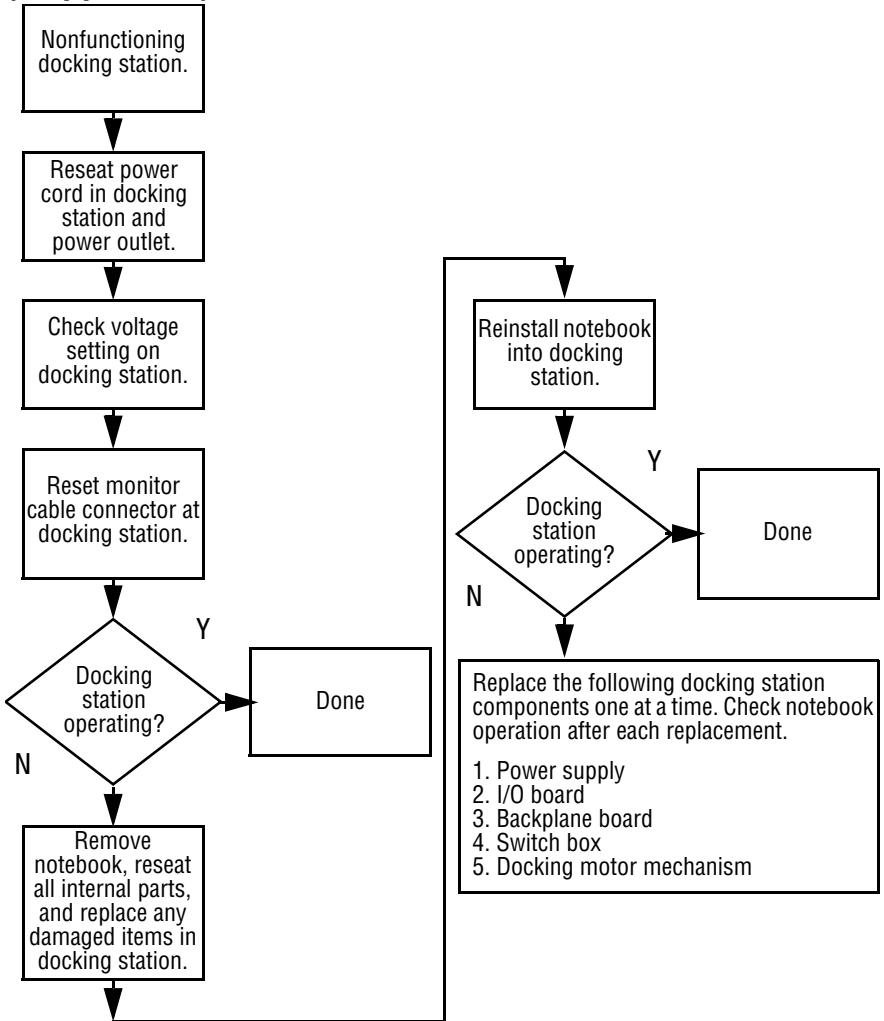 Nonfunctioning
docking station.
Reseat power
cord in docking
station and
power outlet.
Check voltage
setting on
docking station.
Reset monitor
cable connector at
docking station.
Docking
station
operating?
Y
Done
N
Remove
notebook, reseat
all internal parts,
and replace any
damaged items in
docking station.
Reinstall notebook
into docking
station.
Docking
station
operating?
Y
Done
N
Replace the following docking station
components one at a time. Check notebook
operation after each replacement.
1. Power supply
2. I/O board
3. Backplane board
4. Switch box
5. Docking motor mechanism